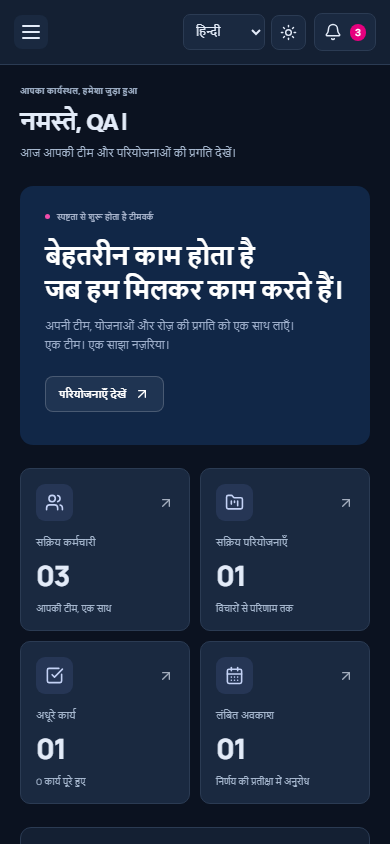 हिन्दी
3
आपका कार्यस्थल, हमेशा जुड़ा हुआ
नमस्ते, QA।
आज आपकी टीम और परियोजनाओं की प्रगति देखें।
स्पष्टता से शुरू होता है टीमवर्क
बेहतरीन काम होता है
जब हम मिलकर काम करते हैं।
अपनी टीम, योजनाओं और रोज़ की प्रगति को एक साथ लाएँ।
एक टीम। एक साझा नज़रिया।
परियोजनाएँ देखें
सक्रिय कर्मचारी
03
आपकी टीम, एक साथ
सक्रिय परियोजनाएँ
01
विचारों से परिणाम तक
अधूरे कार्य
01
0 कार्य पूरे हुए
लंबित अवकाश
01
निर्णय की प्रतीक्षा में अनुरोध